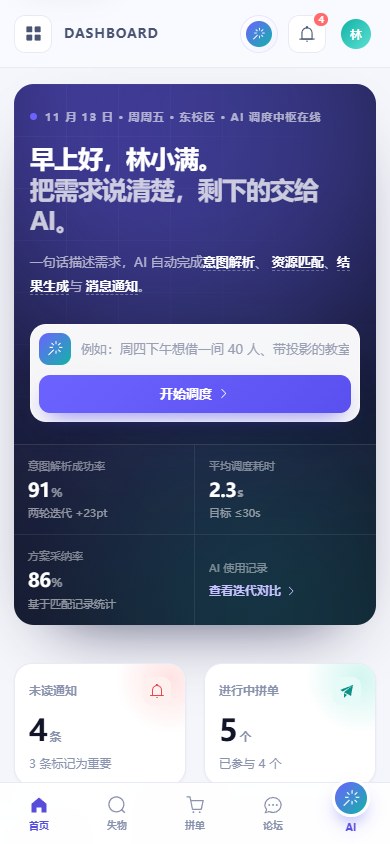 DASHBOARD
4
林
11 月 13 日 • 周周五 • 东校区 • AI 调度中枢在线
早上好，林小满。
把需求说清楚，剩下的交给
AI。
一句话描述需求，AI 自动完成意图解析、资源匹配、结
果生成与 消息通知。
例如：周四下午想借一间 40 人、带投影的教室
开始调度
意图解析成功率
91%
两轮迭代 +23pt
平均调度耗时
2.3s
目标 ≤30s
方案采纳率
86%
基于匹配记录统计
AI 使用记录
查看迭代对比
未读通知
4条
3 条标记为重要
进行中拼单
5个
已参与 4 个
首页
失物
拼单
论坛
AI